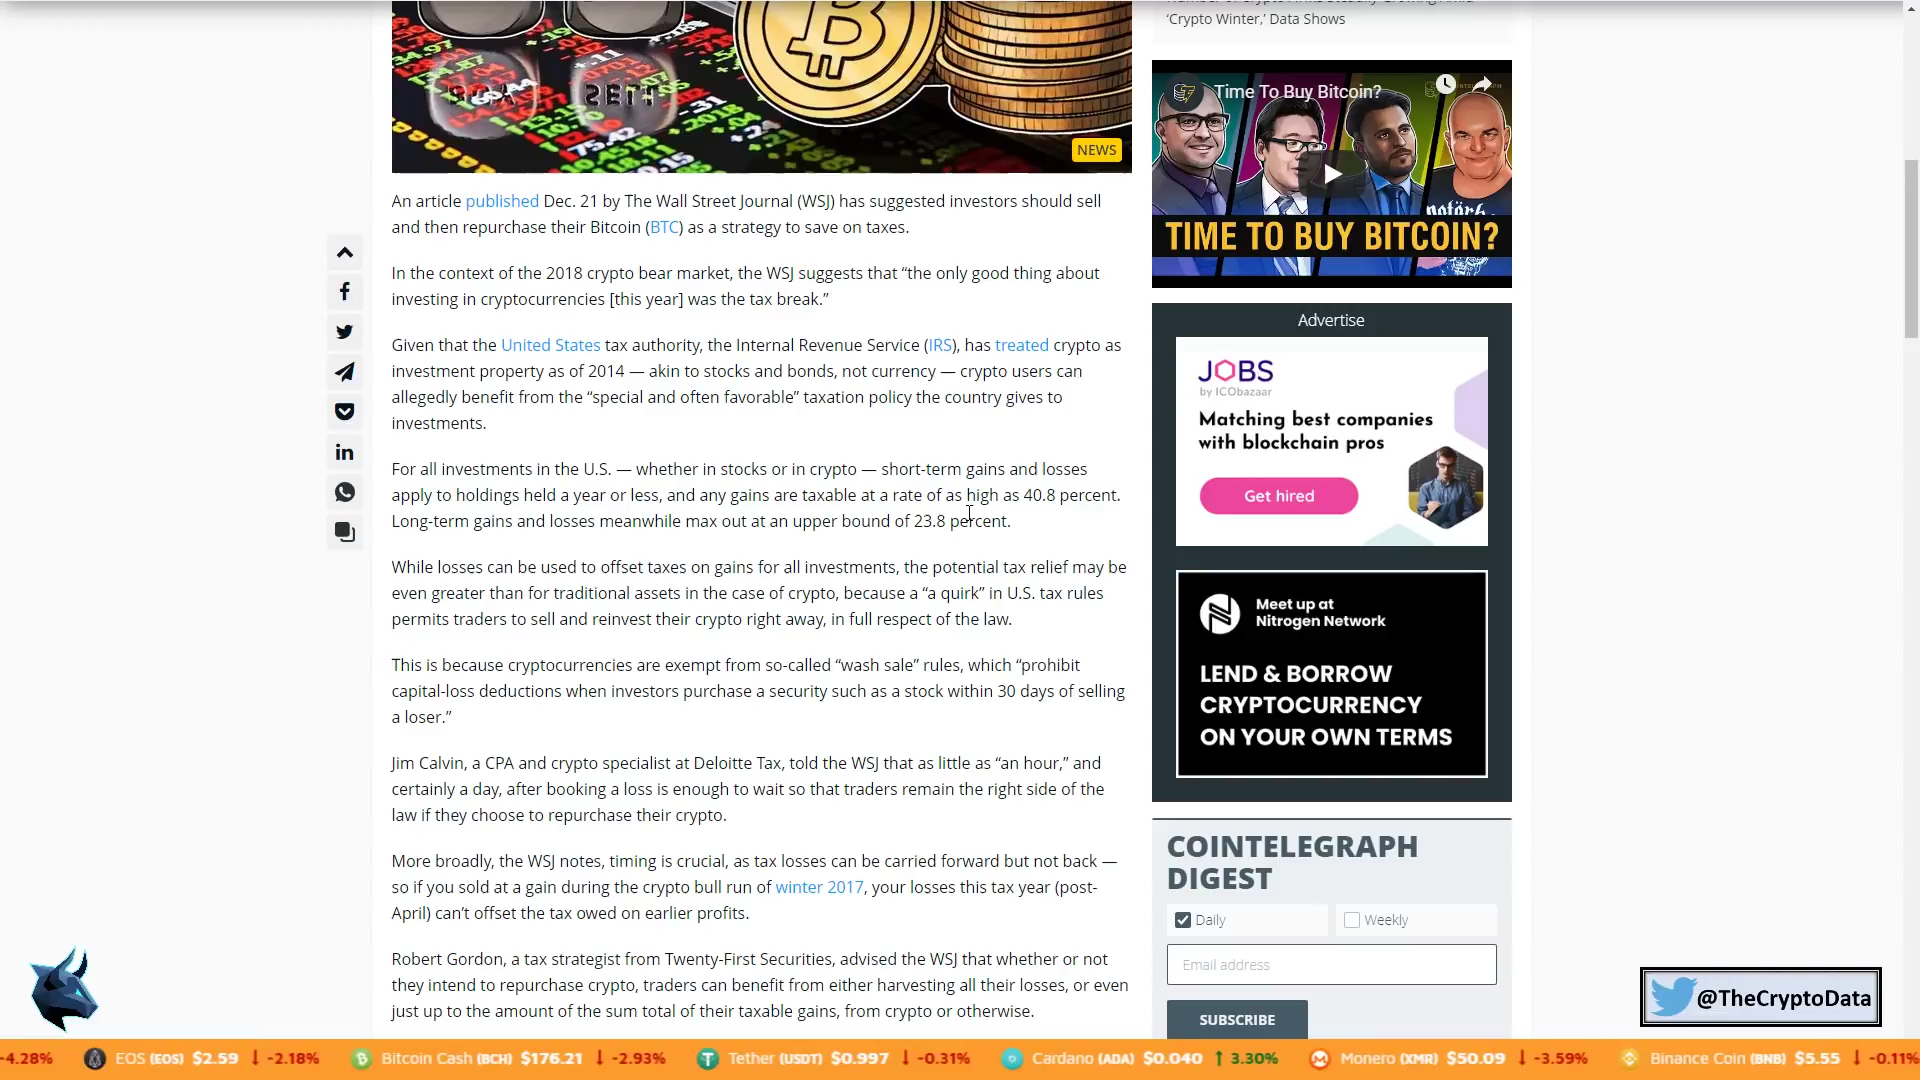 'Crypto Winter,' Data Shows
NEWS
An article published Dec. 21 by The Wall Street Journal (WSJ) has suggested investors should sell
and then repurchase their Bitcoin (BTC) as a strategy to save on taxes.
In the context of the 2018 crypto bear market, the WSJ suggests that “the only good thing about
investing in cryptocurrencies [this year] was the tax break.”
Given that the United States tax authority, the Internal Revenue Service (IRS), has treated crypto as
investment property as of 2014 — akin to stocks and bonds, not currency — crypto users can
allegedly benefit from the “special and often favorable” taxation policy the country gives to
investments.
For all investments in the U.S. — whether in stocks or in crypto — short-term gains and losses
apply to holdings held a year or less, and any gains are taxable at a rate of as high as 40.8 percent.
Long-term gains and losses meanwhile max out at an upper bound of 23.8 percent.
While losses can be used to offset taxes on gains for all investments, the potential tax relief may be
even greater than for traditional assets in the case of crypto, because a “a quirk” in U.S. tax rules
permits traders to sell and reinvest their crypto right away, in full respect of the law.
This is because cryptocurrencies are exempt from so-called “wash sale” rules, which “prohibit
capital-loss deductions when investors purchase a security such as a stock within 30 days of selling
a loser.”
Jim Calvin, a CPA and crypto specialist at Deloitte Tax, told the WSJ that as little as “an hour,” and
certainly a day, after booking a loss is enough to wait so that traders remain the right side of the
law if they choose to repurchase their crypto.
More broadly, the WSJ notes, timing is crucial, as tax losses can be carried forward but not back —
so if you sold at a gain during the crypto bull run of winter 2017, your losses this tax year (post-
April) can’t offset the tax owed on earlier profits.
Robert Gordon, a tax strategist from Twenty-First Securities, advised the WSJ that whether or not
they intend to repurchase crypto, traders can benefit from either harvesting all their losses, or even
just up to the amount of the sum total of their taxable gains, from crypto or otherwise.
Time To Buy Bitcoin?
TIME TO BUY BITCOIN?
Advertise
JOBS
by ICObazaar
Matching best companies
with blockchain pros
Get hired
Meet up at
Nitrogen Network
LEND & BORROW
CRYPTOCURRENCY
ON YOUR OWN TERMS
COINTELEGRAPH
DIGEST
Daily
Weekly
Email address
SUBSCRIBE
@TheCryptoData
-4.28% EOS (EOS) $2.59 -2.18% Bitcoin Cash (BCH) $176.21 -2.93% Tether (USDT) $0.997 -0.31% Cardano (ADA) $0.040 3.30% Monero (XMR) $50.09 -3.59% Binance Coin (BNB) $5.55 -0.11%